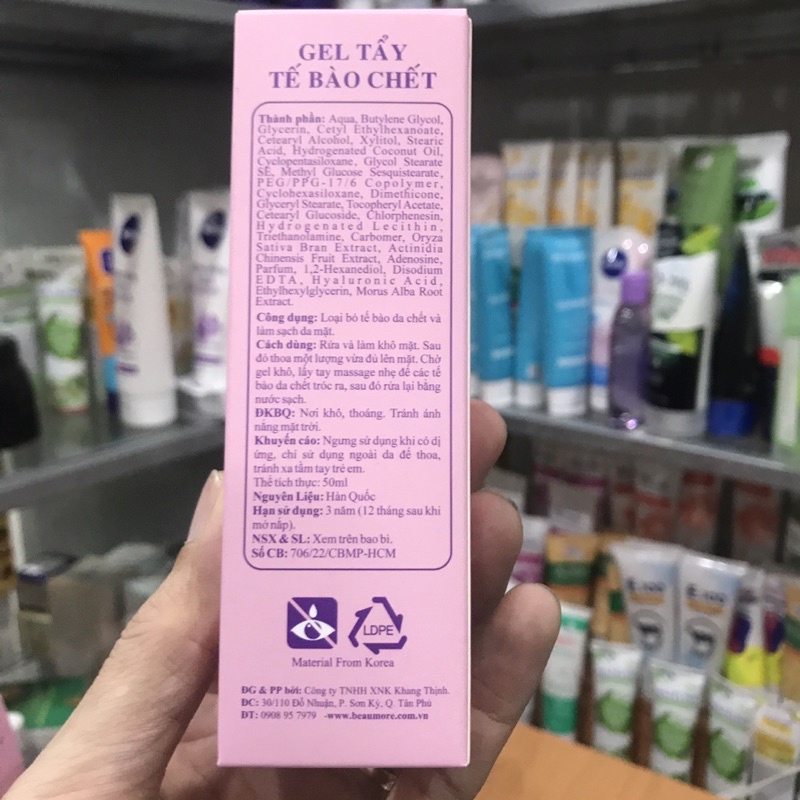 GEL TẨY
TẾ BÀO CHẾT
Thành phần: Aqua, Butylene Glycol,
Glycerin, Cetyl Ethylhexanoate,
Cetearyl Alcohol, Xylitol, Stearic
Acid, Hydrogenated Coconut Oil,
Cyclopentasiloxane, Glycol Stearate
SE, Methyl Glucose Sesquistearate,
PEG/PPG-17/6 Copolymer,
Cyclohexasiloxane, Dimethicone,
Glyceryl Stearate, Tocopheryl Acetate,
Cetearyl Glucoside, Chlorphenesin,
Hydrogenated Lecithin,
Triethanolamine, Carbomer, Oryza
Sativa Bran Extract, Actinidia
Chinensis Fruit Extract, Adenosine,
Parfum, 1,2-Hexanediol, Disodium
EDTA, Hyaluronic Acid,
Ethylhexylglycerin, Morus Alba Root
Extract.
Công dụng: Loại bỏ tế bào da chết và
làm sạch da mặt.
Cách dùng: Rửa và làm khô mặt. Sau
đó thoa một lượng vừa đủ lên mặt. Chờ
gel khô, lấy tay massage nhẹ để các tế
bào da chết tróc ra, sau đó rửa lại bằng
nước sạch.
ĐKBQ: Nơi khô, thoáng. Tránh ánh
nắng mặt trời.
Khuyến cáo: Ngưng sử dụng khi có dị
ứng, chỉ sử dụng ngoài da để thoa,
tránh xa tầm tay trẻ em.
Thể tích thực: 50ml
Nguyên Liệu: Hàn Quốc
Hạn sử dụng: 3 năm (12 tháng sau khi
mở nắp).
NSX & SL: Xem trên bao bì.
Số CB: 706/22/CBMP-HCM
LDPE
Material From Korea
ĐG & PP bởi: Công ty TNHH XNK Khang Thịnh.
ĐC: 30/110 Đỗ Nhuận, P. Sơn Kỳ, Q. Tân Phú
ĐT: 0908 95 7979 -www.beaumore.com.vn